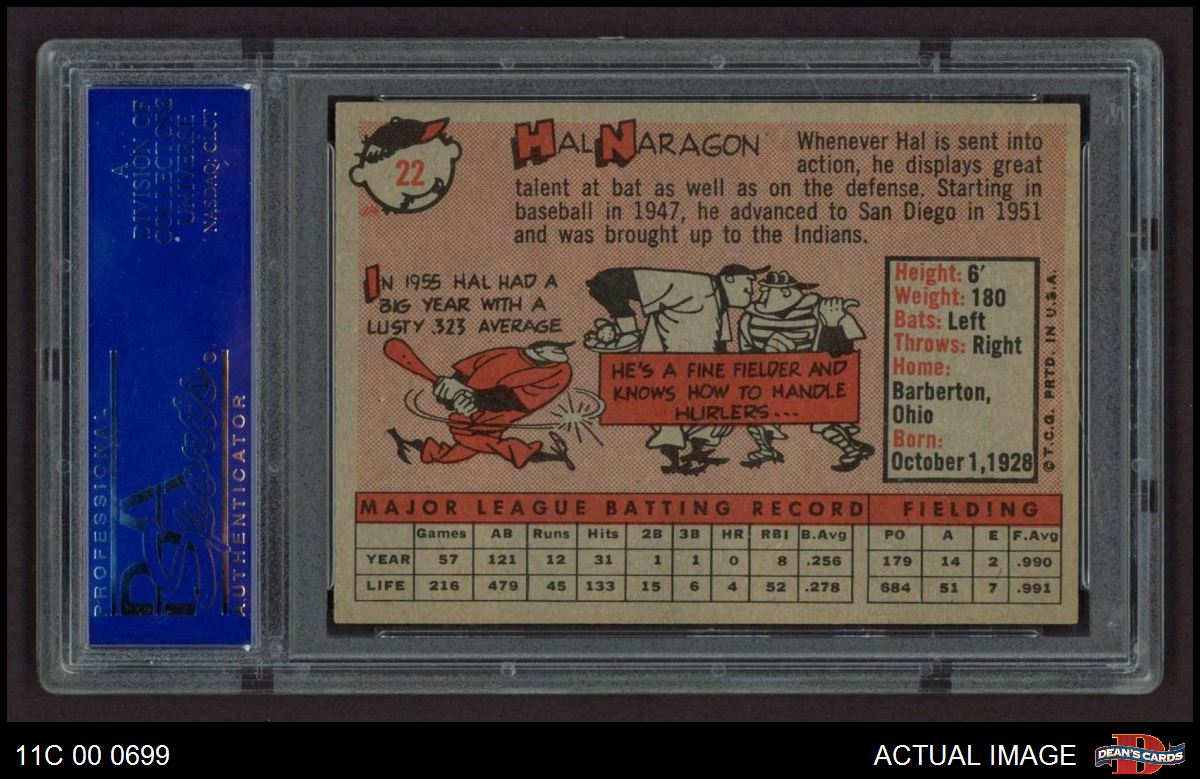 A
DIVISION OF
COLLECTORS
UNIVERSE
NASDAQ: CLCT
PROFESSIONAL
PSA
Sports
AUTHENTICATOR
22
HAL NARAGON
Whenever Hal is sent into
action, he displays great
talent at bat as well as on the defense. Starting in
baseball in 1947, he advanced to San Diego in 1951
and was brought up to the Indians.
IN 1955 HAL HAD A
BIG YEAR WITH A
LUSTY .323 AVERAGE
HE'S A FINE FIELDER AND
KNOWS HOW TO HANDLE
HURLERS...
Height: 6'
Weight: 180
Bats: Left
Throws: Right
Home:
Barberton,
Ohio
Born:
October 1, 1928
© T.C.G. PRTD. IN U.S.A.
MAJOR LEAGUE BATTING RECORD FIELDING
Games AB Runs Hits 2B 3B HR RBI B.Avg PO A E F.Avg
YEAR 57 121 12 31 1 1 0 8 .256 179 14 2 .990
LIFE 216 479 45 133 15 6 4 52 .278 684 51 7 .991
11C 00 0699
ACTUAL IMAGE
D
DEAN'S CARDS